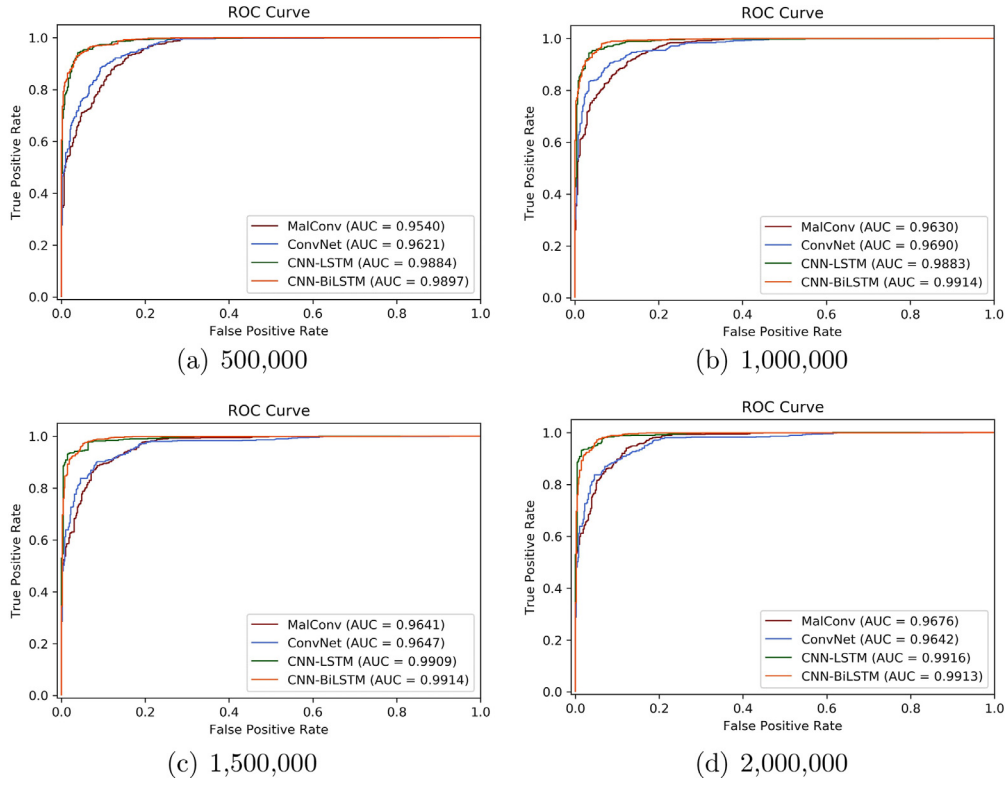 ROC Curve
True Positive Rate
1.0
0.8
0.6
0.4
0.2
0.0
MalConv (AUC = 0.9540)
ConvNet (AUC = 0.9621)
CNN-LSTM (AUC = 0.9884)
CNN-BiLSTM (AUC = 0.9897)
0.0 0.2 0.4 0.6 0.8 1.0
False Positive Rate
(a) 500,000
ROC Curve
True Positive Rate
1.0
0.8
0.6
0.4
0.2
0.0
MalConv (AUC = 0.9630)
ConvNet (AUC = 0.9690)
CNN-LSTM (AUC = 0.9883)
CNN-BiLSTM (AUC = 0.9914)
0.0 0.2 0.4 0.6 0.8 1.0
False Positive Rate
(b) 1,000,000
ROC Curve
True Positive Rate
1.0
0.8
0.6
0.4
0.2
0.0
MalConv (AUC = 0.9641)
ConvNet (AUC = 0.9647)
CNN-LSTM (AUC = 0.9909)
CNN-BiLSTM (AUC = 0.9914)
0.0 0.2 0.4 0.6 0.8 1.0
False Positive Rate
(c) 1,500,000
ROC Curve
True Positive Rate
1.0
0.8
0.6
0.4
0.2
0.0
MalConv (AUC = 0.9676)
ConvNet (AUC = 0.9642)
CNN-LSTM (AUC = 0.9916)
CNN-BiLSTM (AUC = 0.9913)
0.0 0.2 0.4 0.6 0.8 1.0
False Positive Rate
(d) 2,000,000